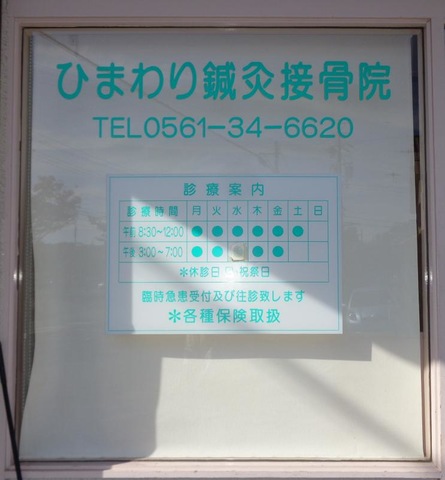 ひまわり鍼灸接骨院
TEL0561-34-6620
診療案内
診療時間 月 火 水 木 金 土 日
午前 8:30~12:00 ● ● ● ● ● ●
午後 3:00~7:00 ● ● ● ●
*休診日 日 祝祭日
臨時急患受付及び往診致します
*各種保険取扱